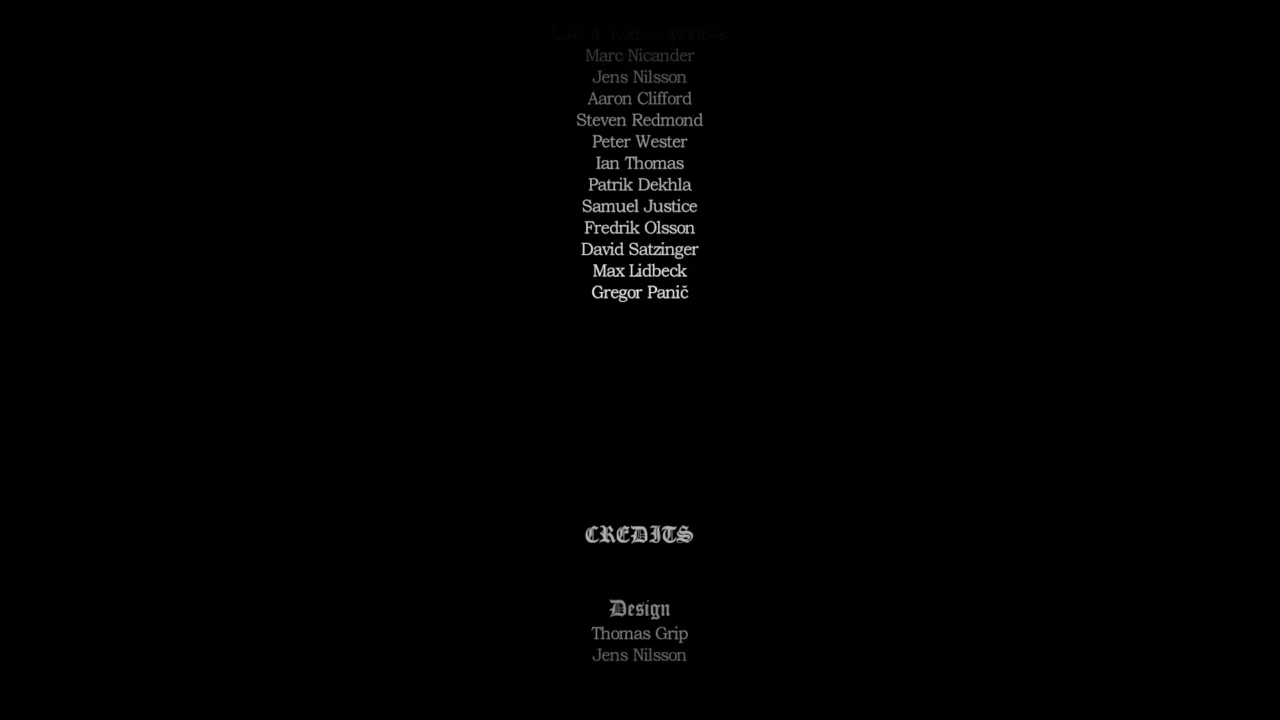 Marc Nicander
Jens Nilsson
Aaron Clifford
Steven Redmond
Peter Wester
Ian Thomas
Patrik Dekhla
Samuel Justice
Fredrik Olsson
David Satzinger
Max Lidbeck
Gregor Panič
CREDITS
Design
Thomas Grip
Jens Nilsson